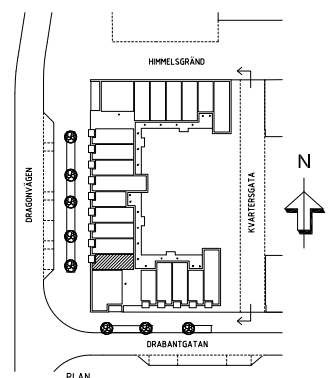 HIMMELSGRÄND
DRAGONVÄGEN
KVARTERSGATA
N
DRABANTGATAN
PLAN